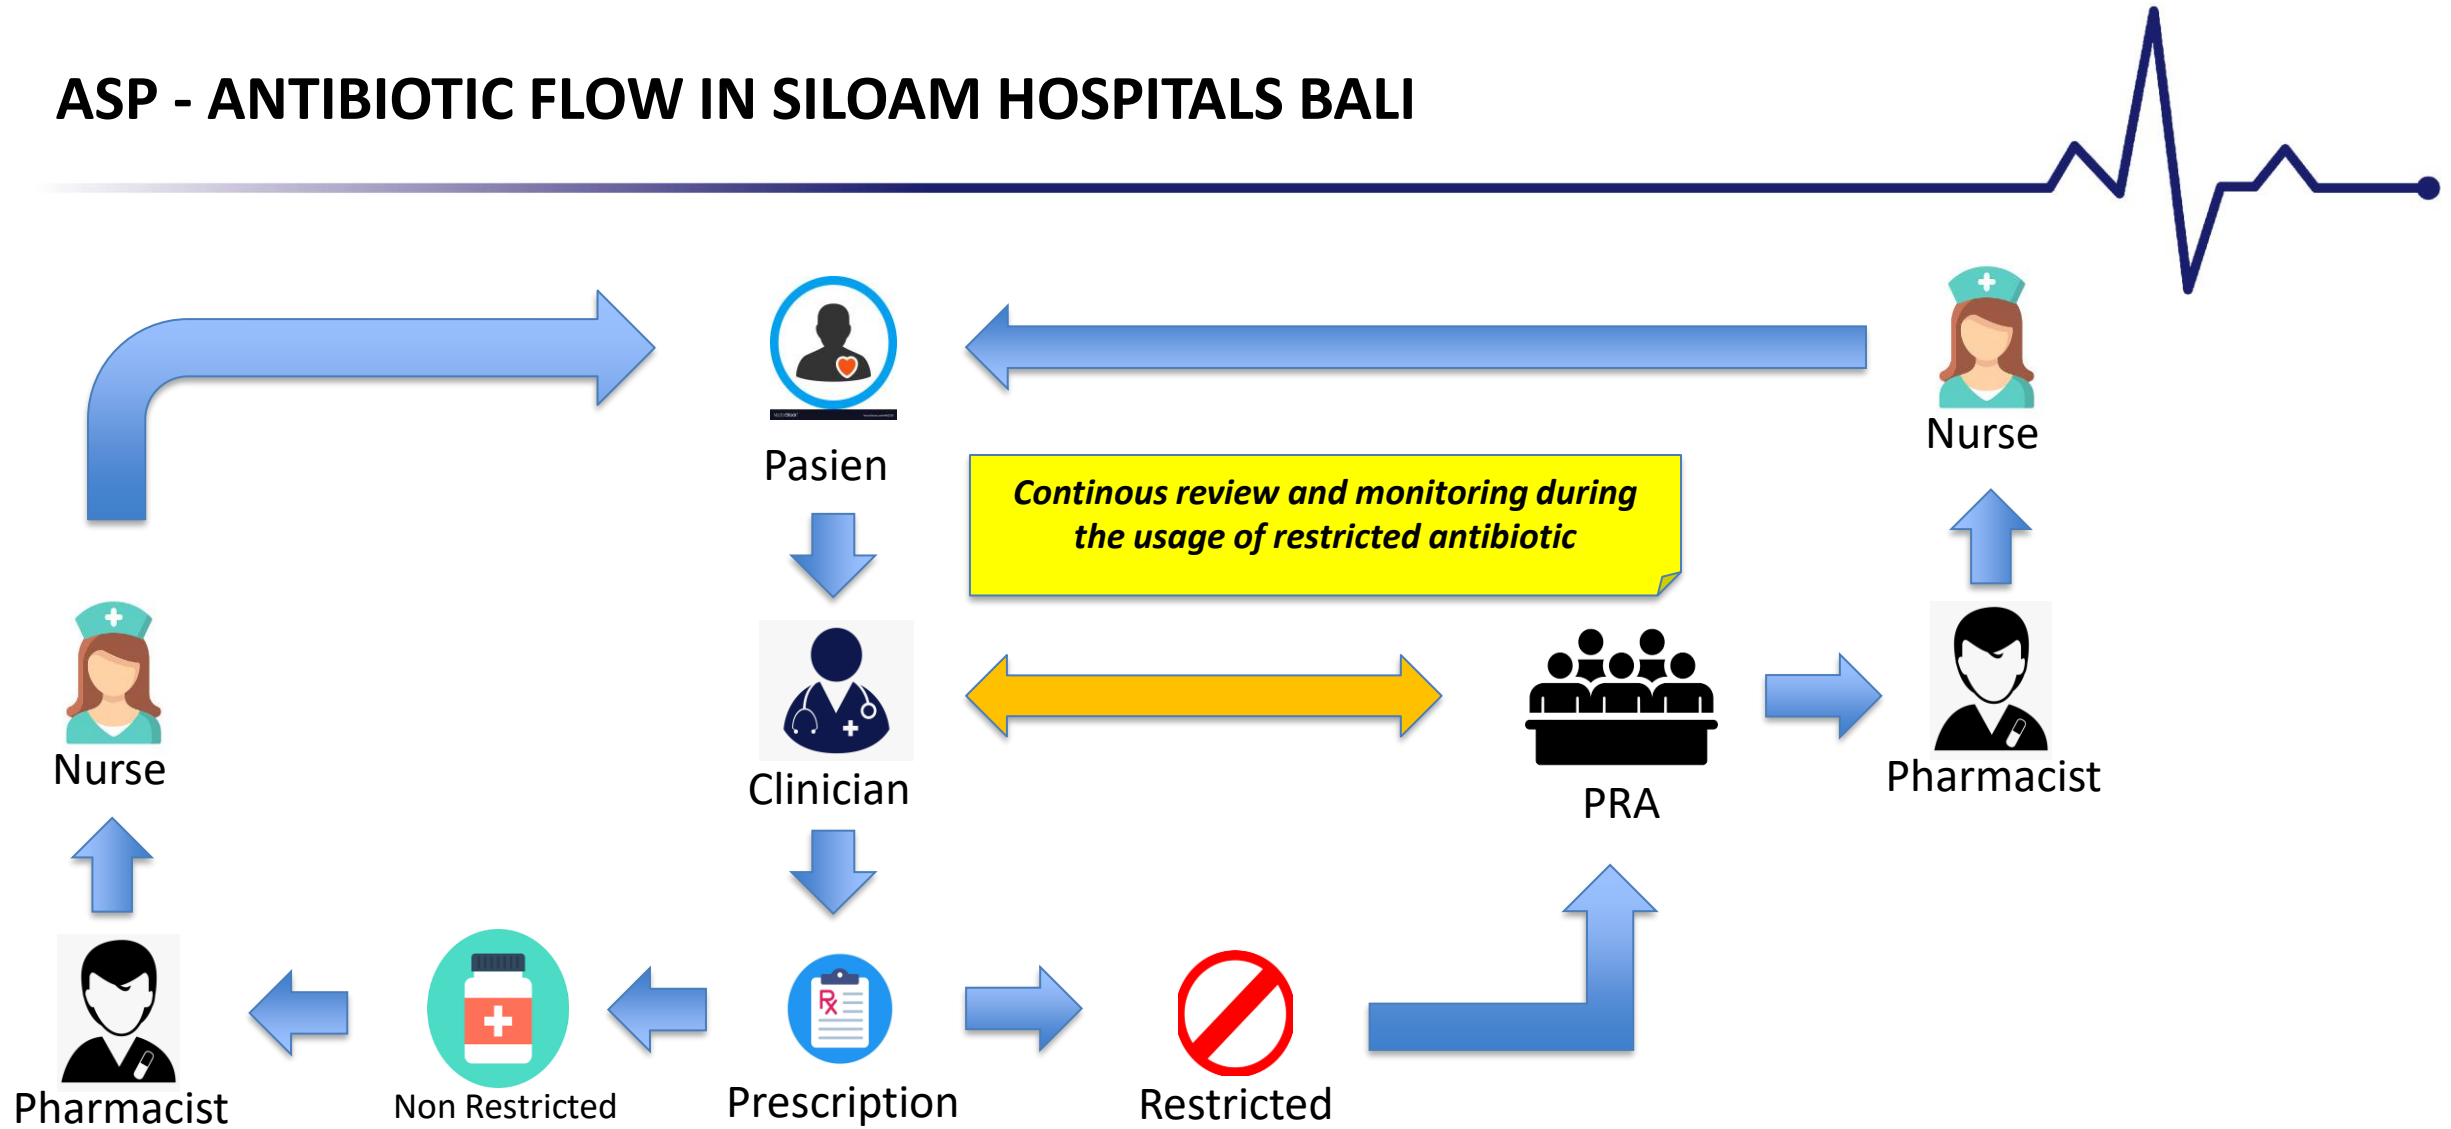 ASP - ANTIBIOTIC FLOW IN SILOAM HOSPITALS BALI
Pasien
Nurse
Continous review and monitoring during
the usage of restricted antibiotic
Nurse
Clinician
PRA
Pharmacist
Rx
Pharmacist
Non Restricted
Prescription
Restricted